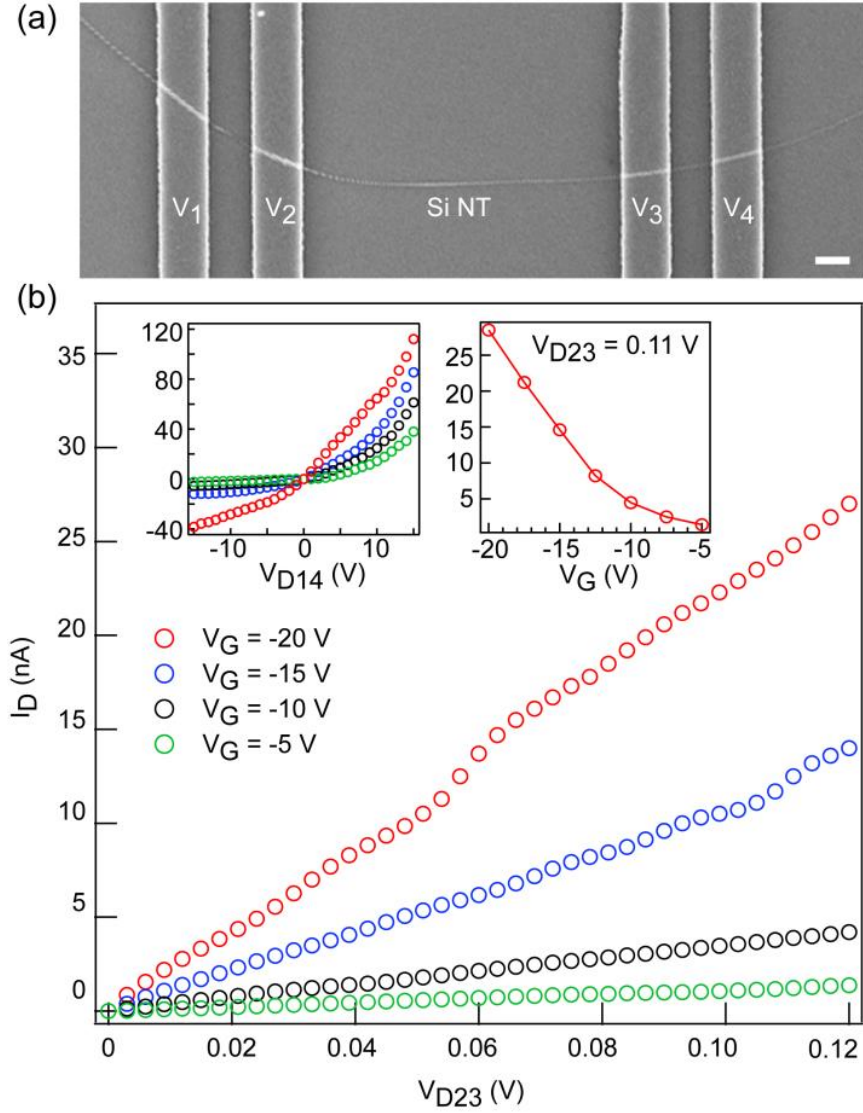 (a)
V1 V2 Si NT V3 V4
(b)
35
30
25
20
15
10
5
0
ID (nA)
120
80
40
0
-40
-10 0 10
VD14 (V)
VD23 = 0.11 V
25
20
15
10
5
-20 -15 -10 -5
VG (V)
VG = -20 V
VG = -15 V
VG = -10 V
VG = -5 V
0 0.02 0.04 0.06 0.08 0.10 0.12
VD23 (V)